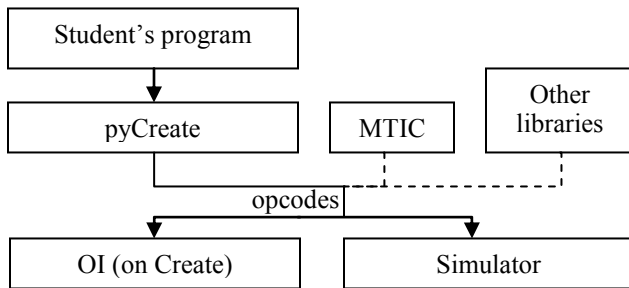 Student’s program
pyCreate
MTIC
Other
libraries
opcodes
OI (on Create)
Simulator